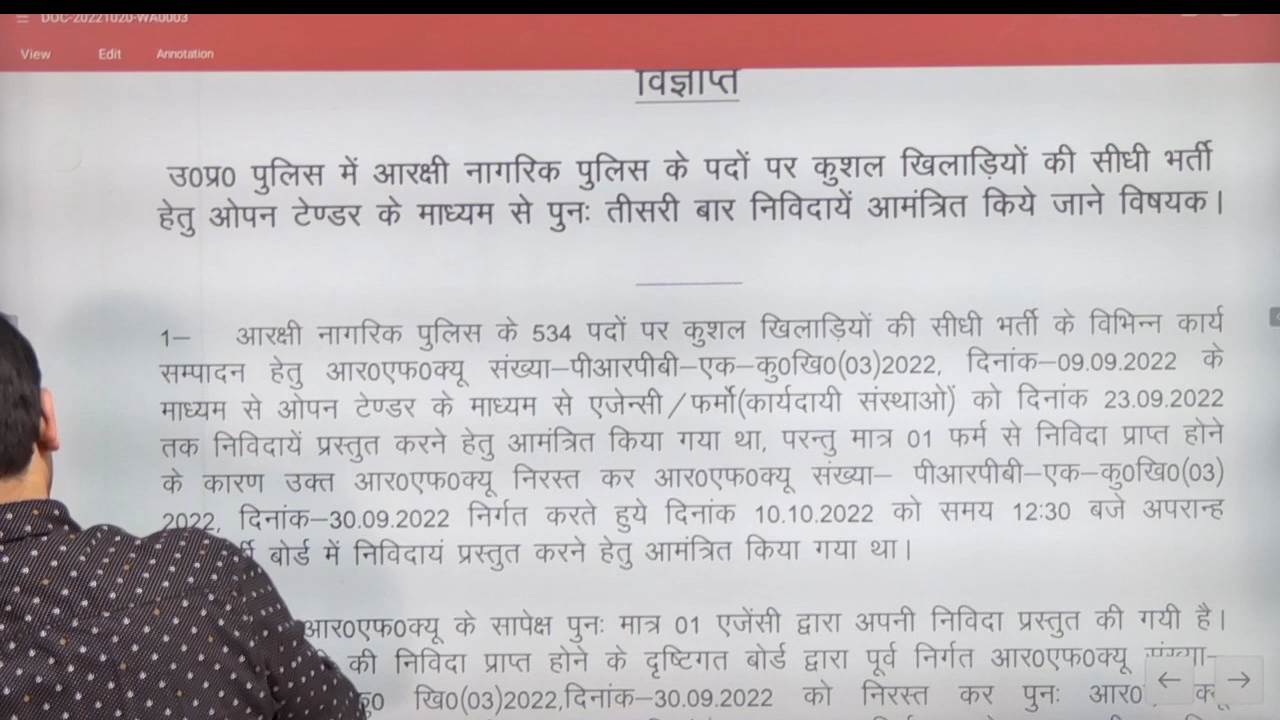 DOC-20221020-WA0003
View Edit Annotation
विज्ञाप्त
उ0प्र0 पुलिस में आरक्षी नागरिक पुलिस के पदों पर कुशल खिलाड़ियों की सीधी भर्ती
हेतु ओपन टेण्डर के माध्यम से पुनः तीसरी बार निविदायें आमंत्रित किये जाने विषयक।
1– आरक्षी नागरिक पुलिस के 534 पदों पर कुशल खिलाड़ियों की सीधी भर्ती के विभिन्न कार्य
सम्पादन हेतु आर0एफ0क्यू संख्या–पीआरपीबी–एक–कु0खि0(03)2022, दिनांक–09.09.2022 के
माध्यम से ओपन टेण्डर के माध्यम से एजेन्सी/फर्मो(कार्यदायी संस्थाओं) को दिनांक 23.09.2022
तक निविदायें प्रस्तुत करने हेतु आमंत्रित किया गया था, परन्तु मात्र 01 फर्म से निविदा प्राप्त होने
के कारण उक्त आर0एफ0क्यू निरस्त कर आर0एफ0क्यू संख्या– पीआरपीबी–एक–कु0खि0(03)
2022, दिनांक–30.09.2022 निर्गत करते हुये दिनांक 10.10.2022 को समय 12:30 बजे अपरान्ह
बोर्ड में निविदायं प्रस्तुत करने हेतु आमंत्रित किया गया था।
आर0एफ0क्यू के सापेक्ष पुनः मात्र 01 एजेंसी द्वारा अपनी निविदा प्रस्तुत की गयी है।
की निविदा प्राप्त होने के दृष्टिगत बोर्ड द्वारा पूर्व निर्गत आर0एफ0क्यू संख्या–
खि0(03)2022,दिनांक–30.09.2022 को निरस्त कर पुनः